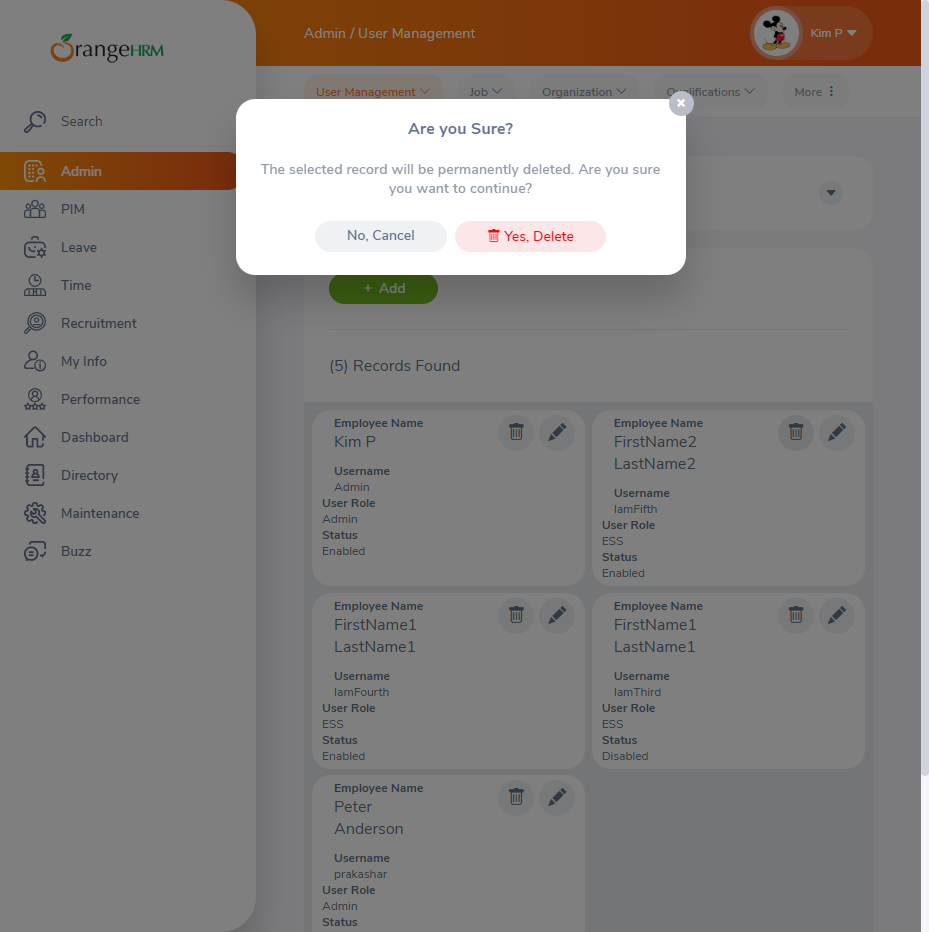 OrangeHRM
Admin / User Management
Kim P
User Management
Job
Organization
Qualifications
More
Search
Admin
PIM
Leave
Time
Recruitment
My Info
Performance
Dashboard
Directory
Maintenance
Buzz
Are you Sure?
The selected record will be permanently deleted. Are you sure
you want to continue?
No, Cancel
Yes, Delete
+ Add
(5) Records Found
Employee Name
Kim P
Username
Admin
User Role
Admin
Status
Enabled
Employee Name
FirstName2
LastName2
Username
IamFifth
User Role
ESS
Status
Enabled
Employee Name
FirstName1
LastName1
Username
IamFourth
User Role
ESS
Status
Enabled
Employee Name
FirstName1
LastName1
Username
IamThird
User Role
ESS
Status
Disabled
Employee Name
Peter
Anderson
Username
prakashar
User Role
Admin
Status